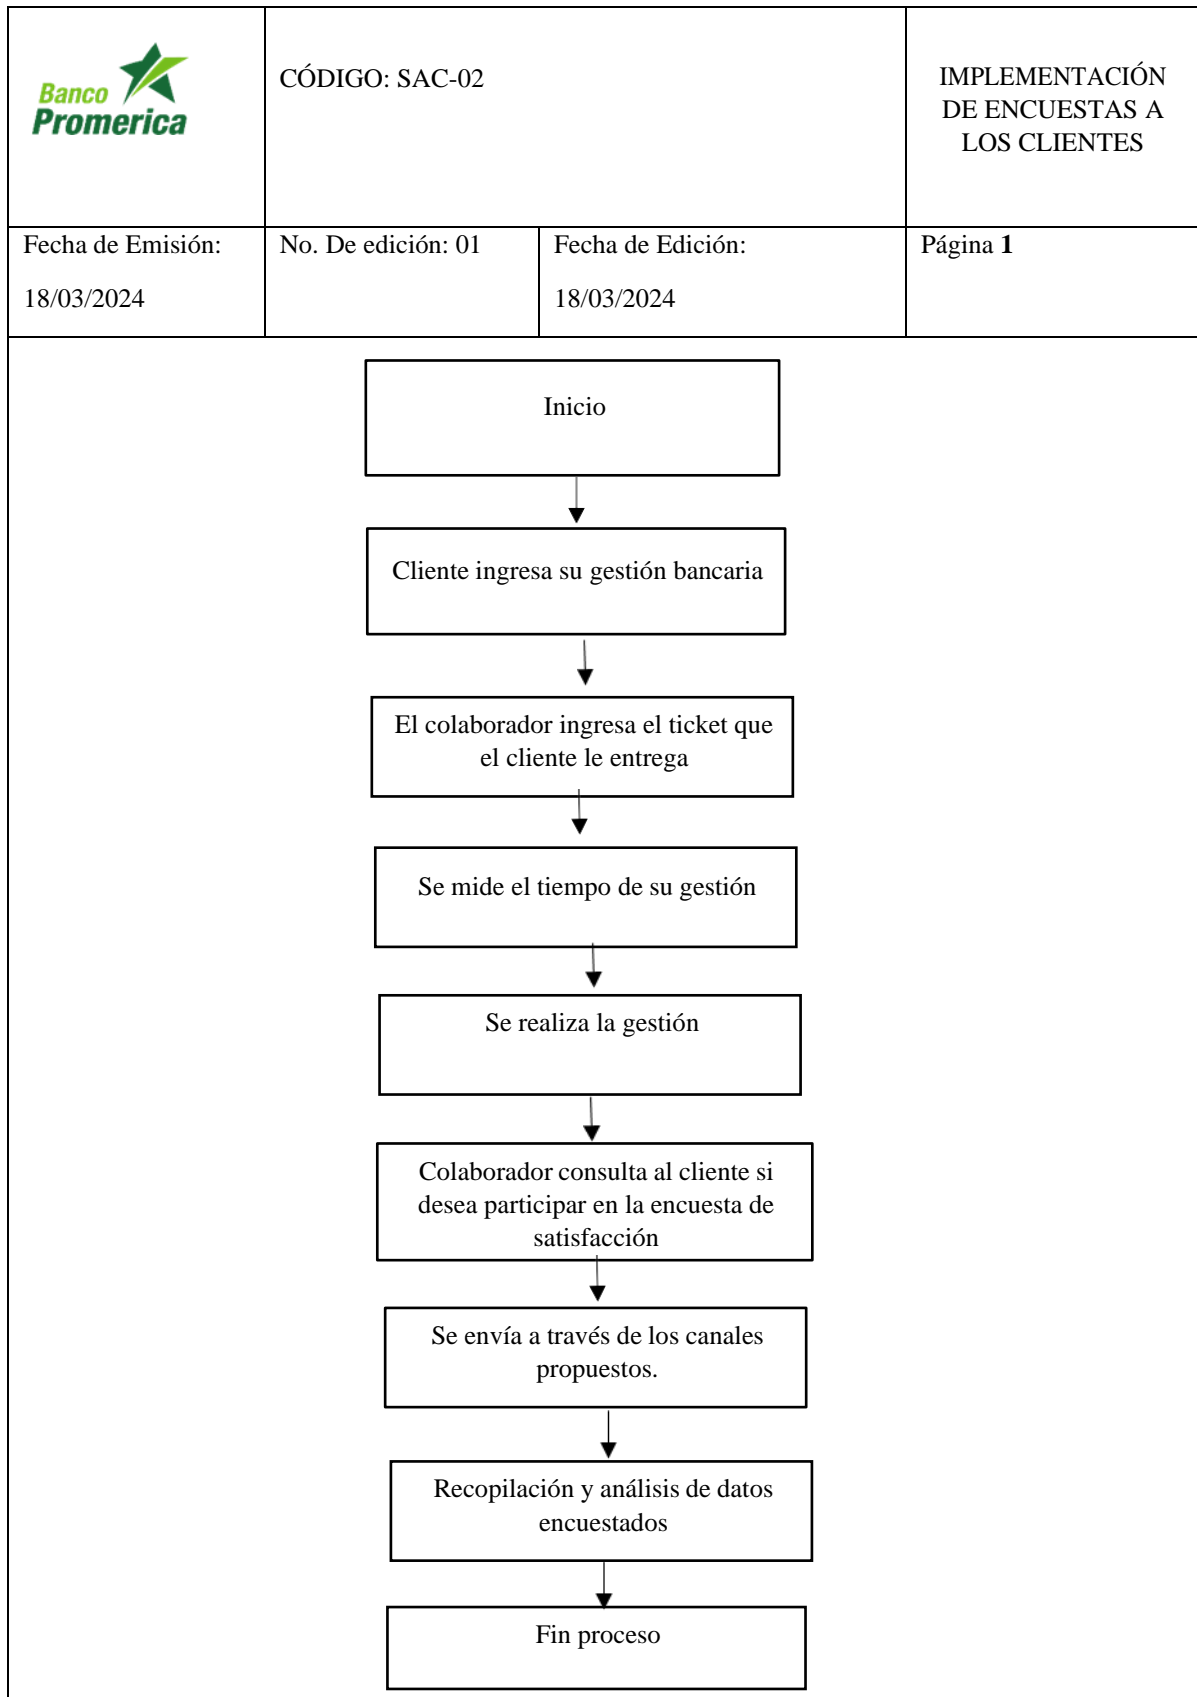 Banco
Promerica
CÓDIGO: SAC-02
IMPLEMENTACIÓN
DE ENCUESTAS A
LOS CLIENTES
Fecha de Emisión:
18/03/2024
No. De edición: 01
Fecha de Edición:
18/03/2024
Página 1
Inicio
Cliente ingresa su gestión bancaria
El colaborador ingresa el ticket que
el cliente le entrega
Se mide el tiempo de su gestión
Se realiza la gestión
Colaborador consulta al cliente si
desea participar en la encuesta de
satisfacción
Se envía a través de los canales
propuestos.
Recopilación y análisis de datos
encuestados
Fin proceso